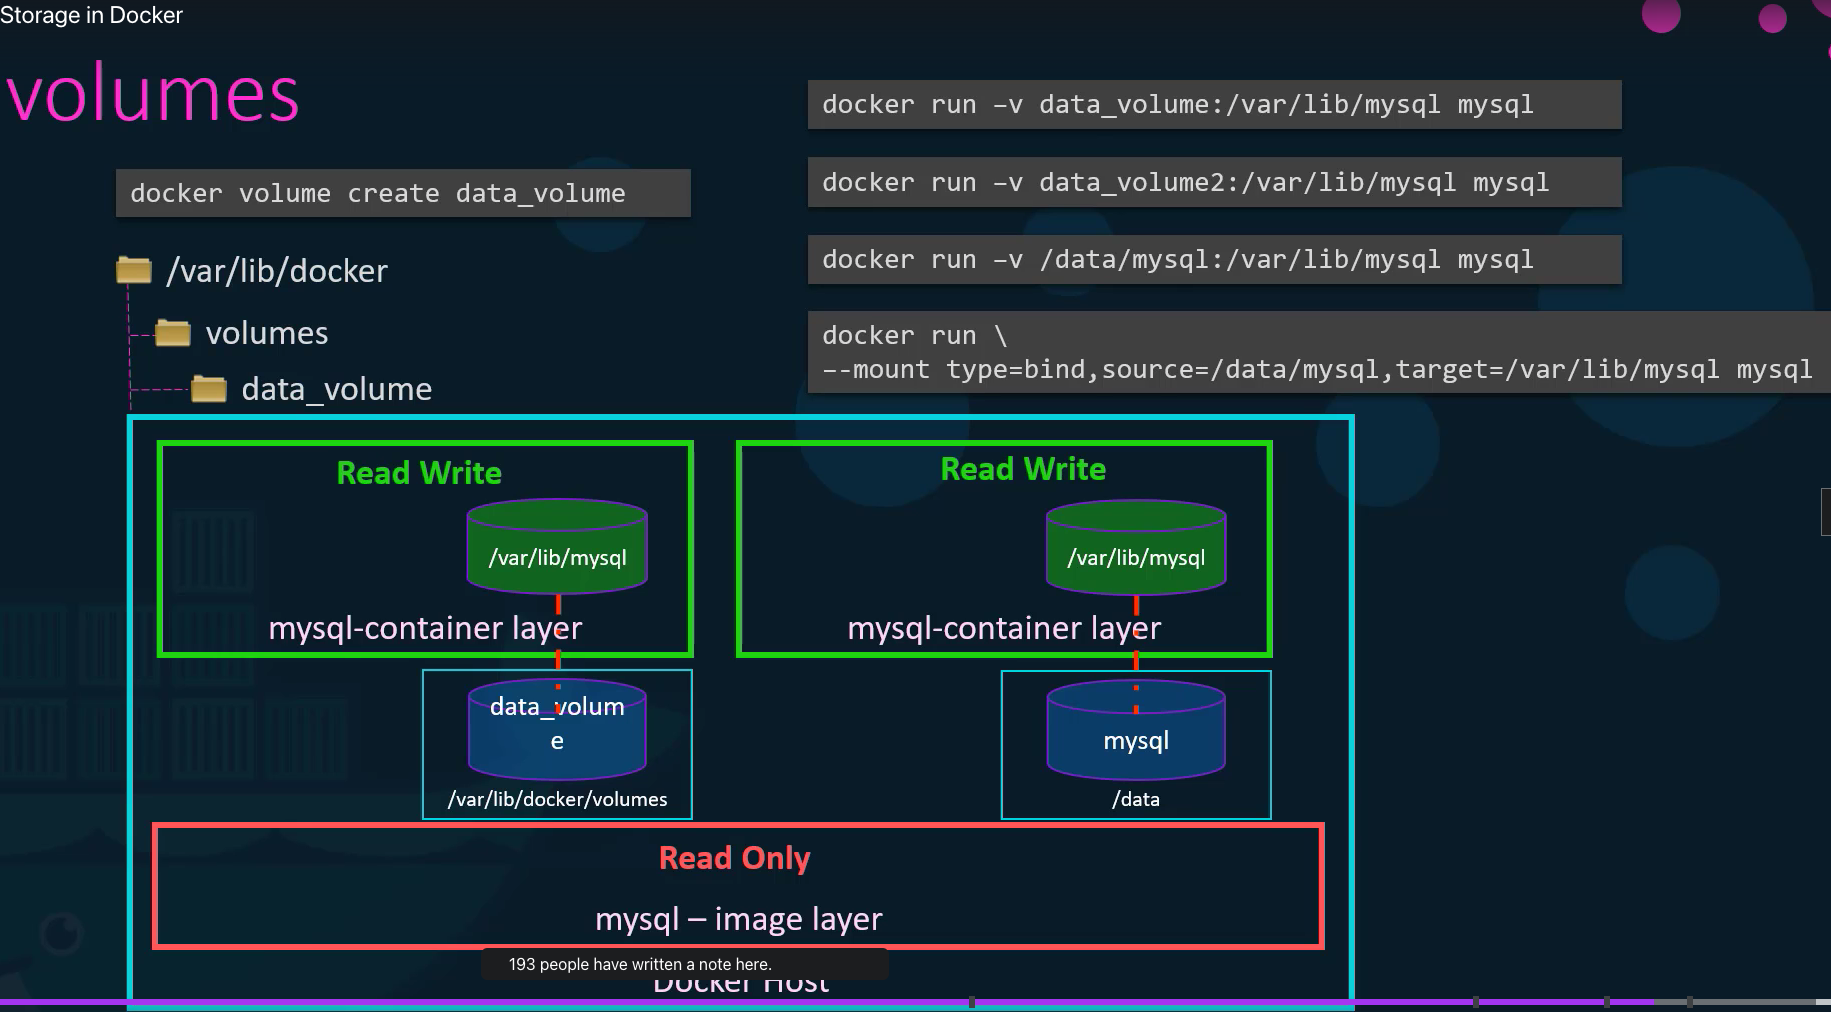 Storage in Docker
volumes
docker volume create data_volume
/var/lib/docker
volumes
data_volume
docker run –v data_volume:/var/lib/mysql mysql
docker run –v data_volume2:/var/lib/mysql mysql
docker run –v /data/mysql:/var/lib/mysql mysql
docker run \
--mount type=bind,source=/data/mysql,target=/var/lib/mysql mysql
Read Write
/var/lib/mysql
mysql-container layer
data_volum
e
/var/lib/docker/volumes
Read Write
/var/lib/mysql
mysql-container layer
mysql
/data
Read Only
mysql – image layer
193 people have written a note here.
Docker Host